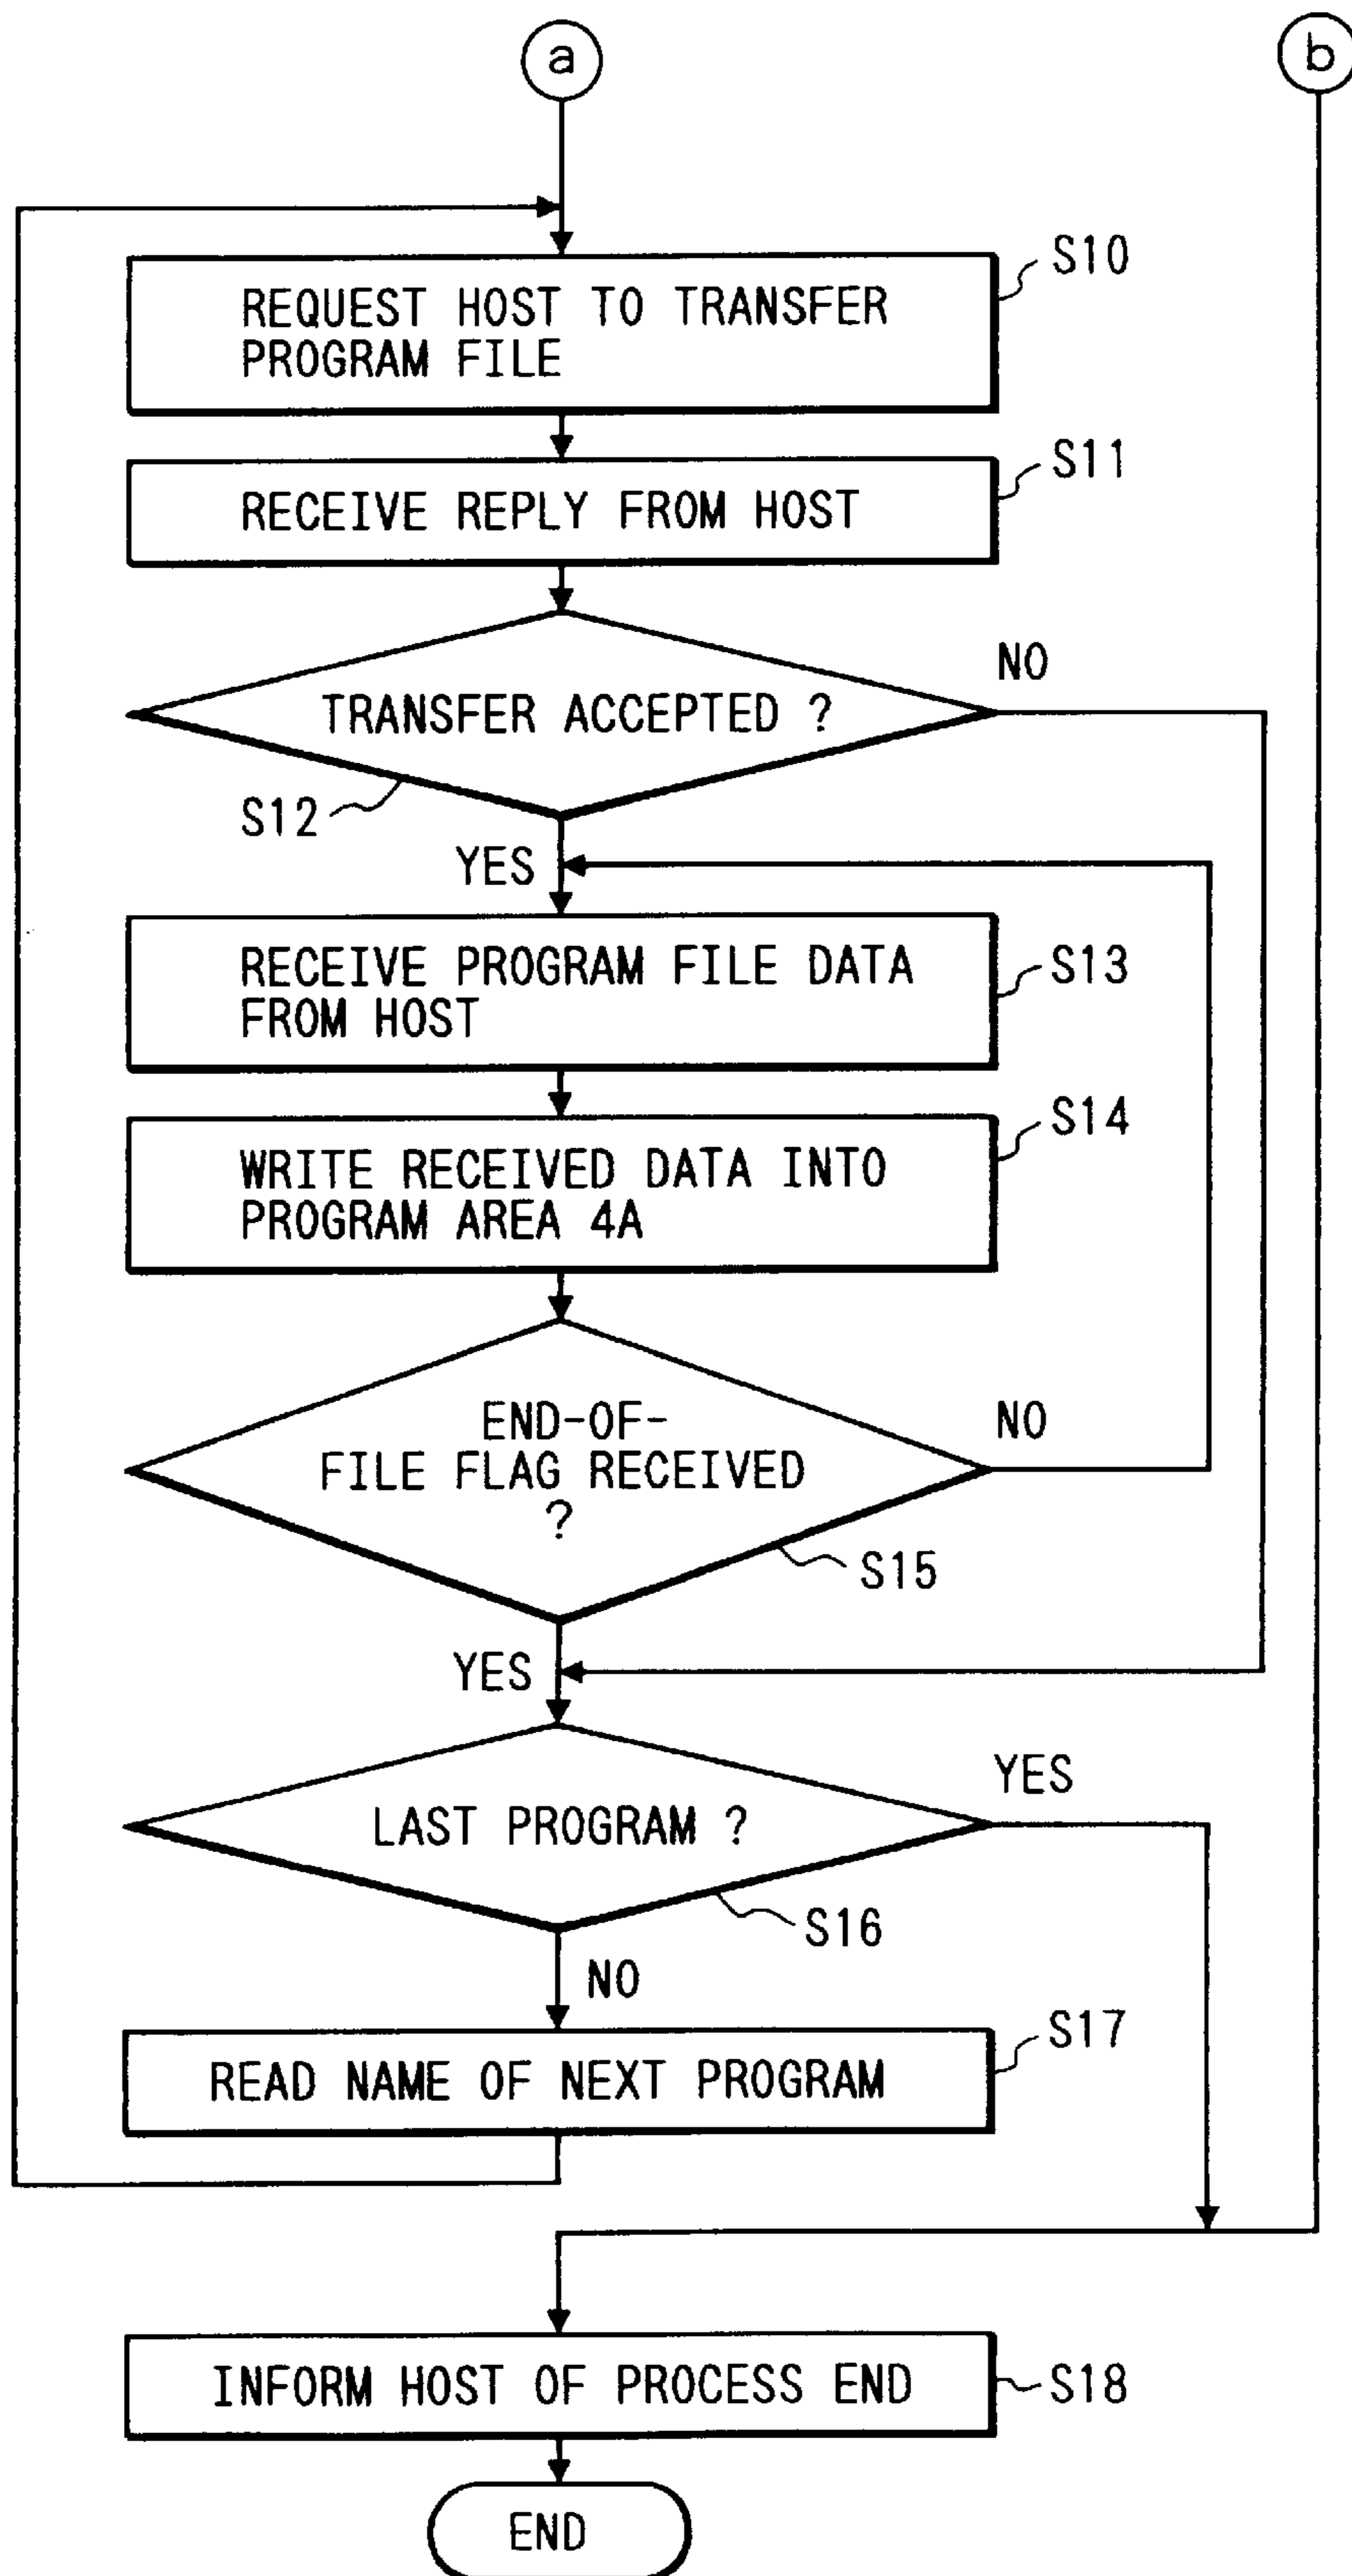 a
b
S10
REQUEST HOST TO TRANSFER
PROGRAM FILE
S11
RECEIVE REPLY FROM HOST
NO
TRANSFER ACCEPTED ?
S12
YES
RECEIVE PROGRAM FILE DATA
FROM HOST
S13
S14
WRITE RECEIVED DATA INTO
PROGRAM AREA 4A
END-OF-
FILE FLAG RECEIVED
?
NO
S15
YES
YES
LAST PROGRAM ?
S16
NO
S17
READ NAME OF NEXT PROGRAM
INFORM HOST OF PROCESS END
S18
END